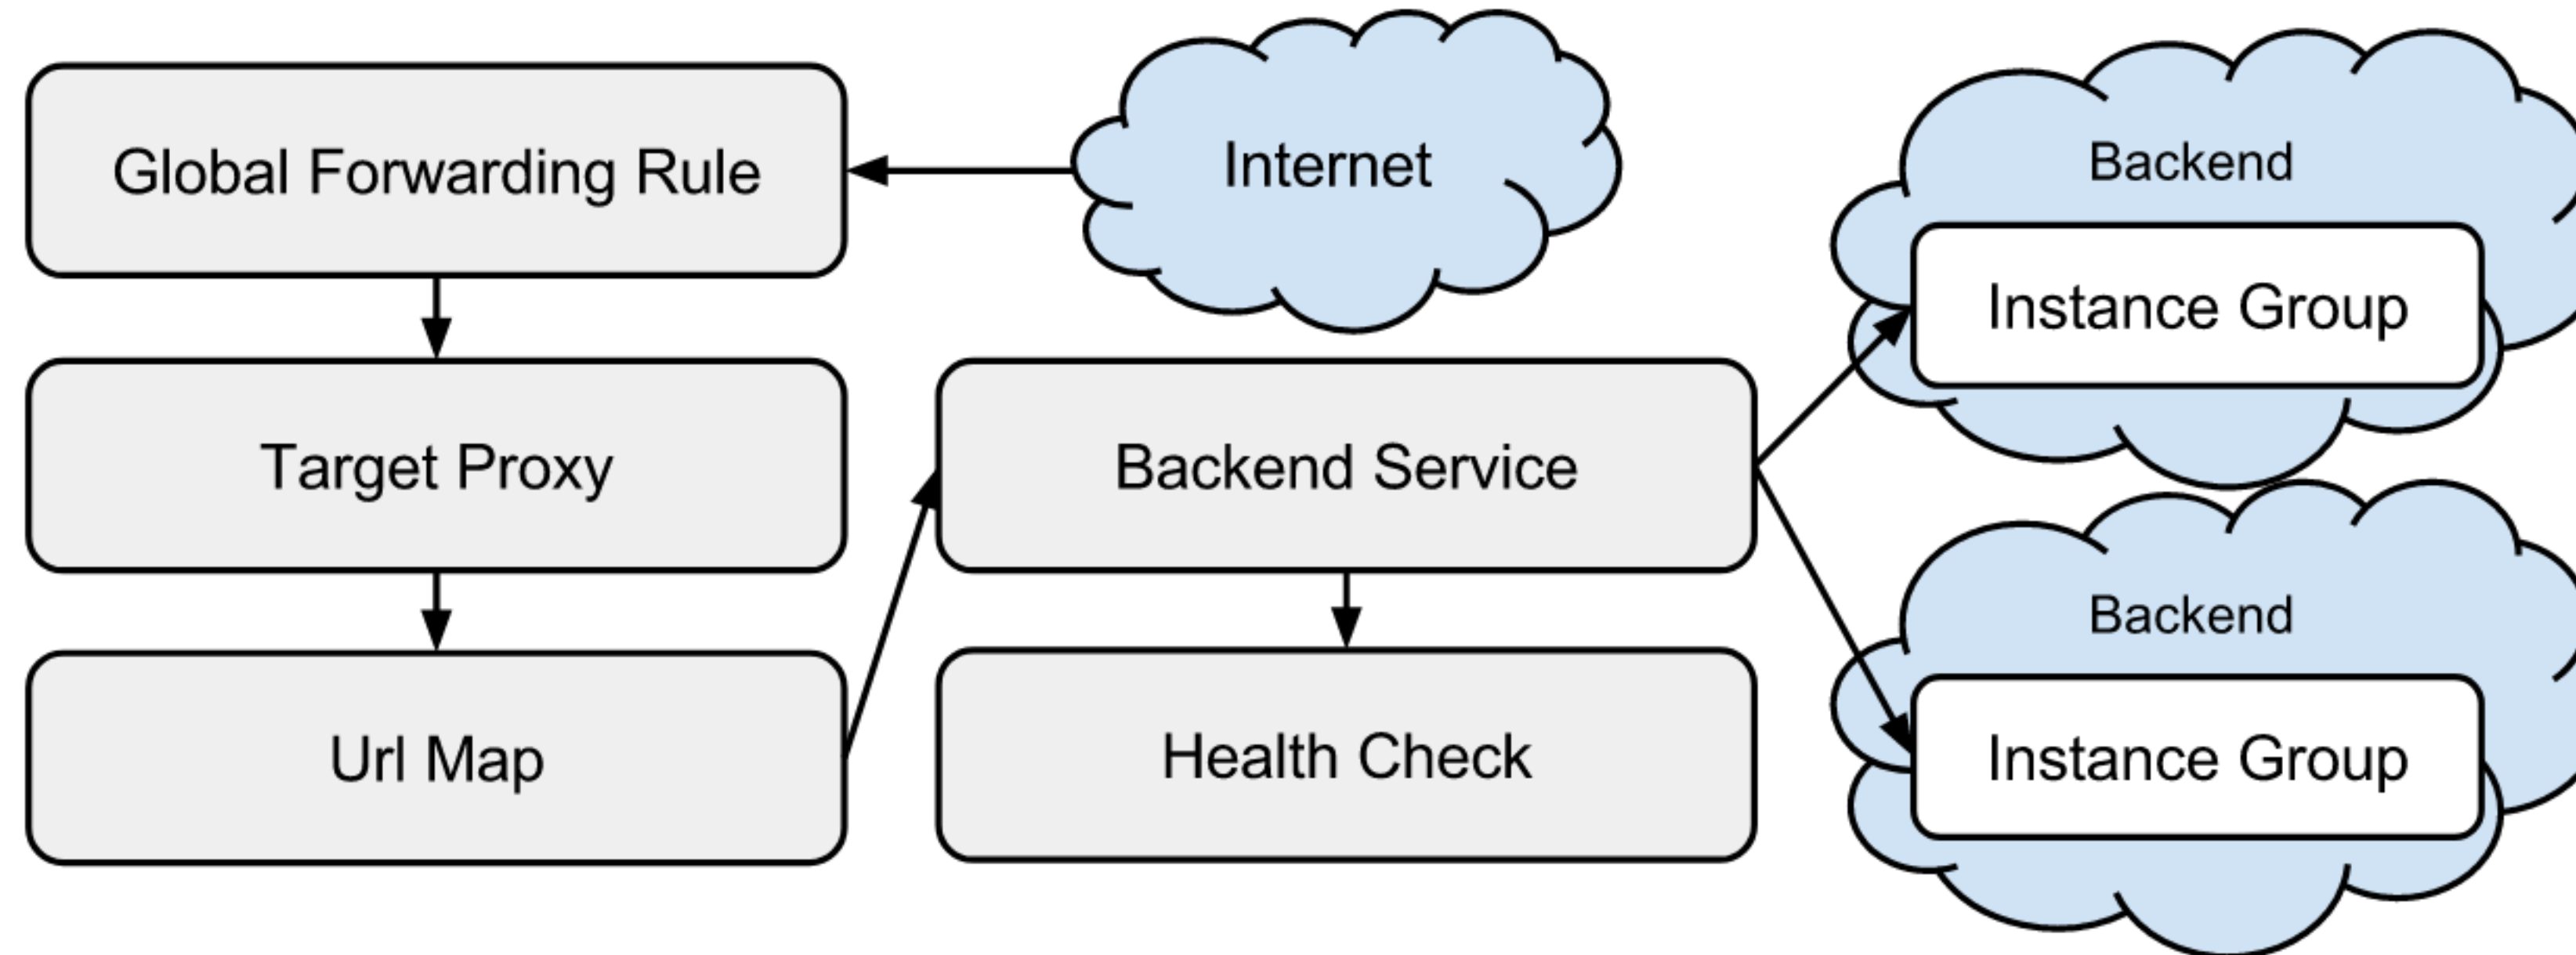 Global Forwarding Rule
Internet
Backend
Instance Group
Target Proxy
Backend Service
Url Map
Health Check
Backend
Instance Group